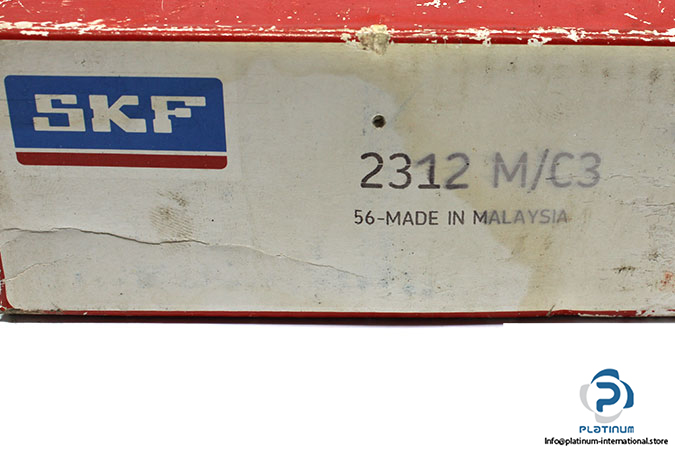 SKF
2312 M/C3
56-MADE IN MALAYSIA
P
PLATINUM
Info@platinum-international.store